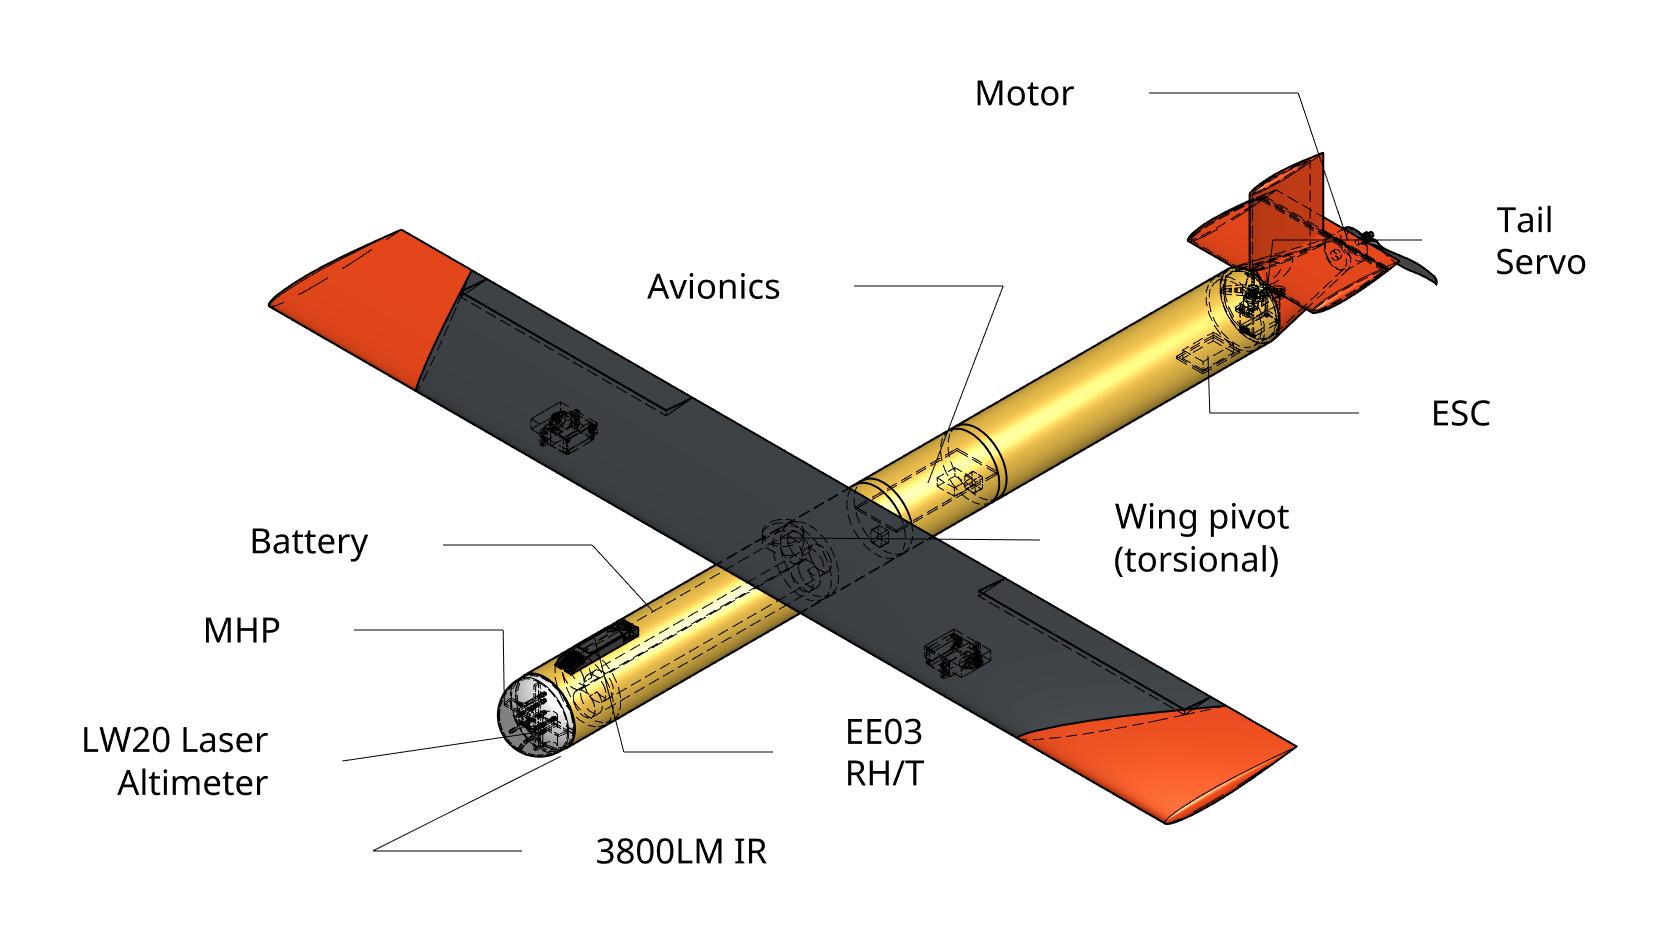 Motor
Tail
Servo
Avionics
ESC
Wing pivot
(torsional)
Battery
MHP
LW20 Laser
Altimeter
EE03
RH/T
3800LM IR